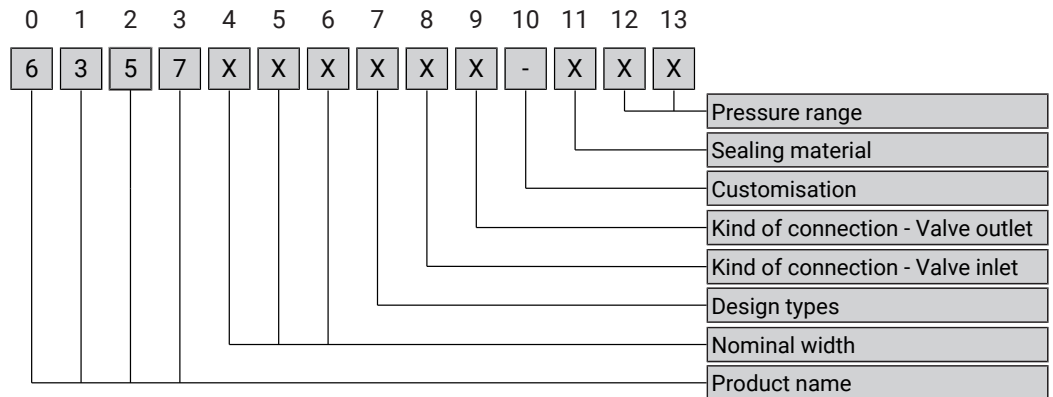 0 1 2 3 4 5 6 7 8 9 10 11 12 13
6 3 5 7 X X X X X X - X X X
Pressure range
Sealing material
Customisation
Kind of connection - Valve outlet
Kind of connection - Valve inlet
Design types
Nominal width
Product name